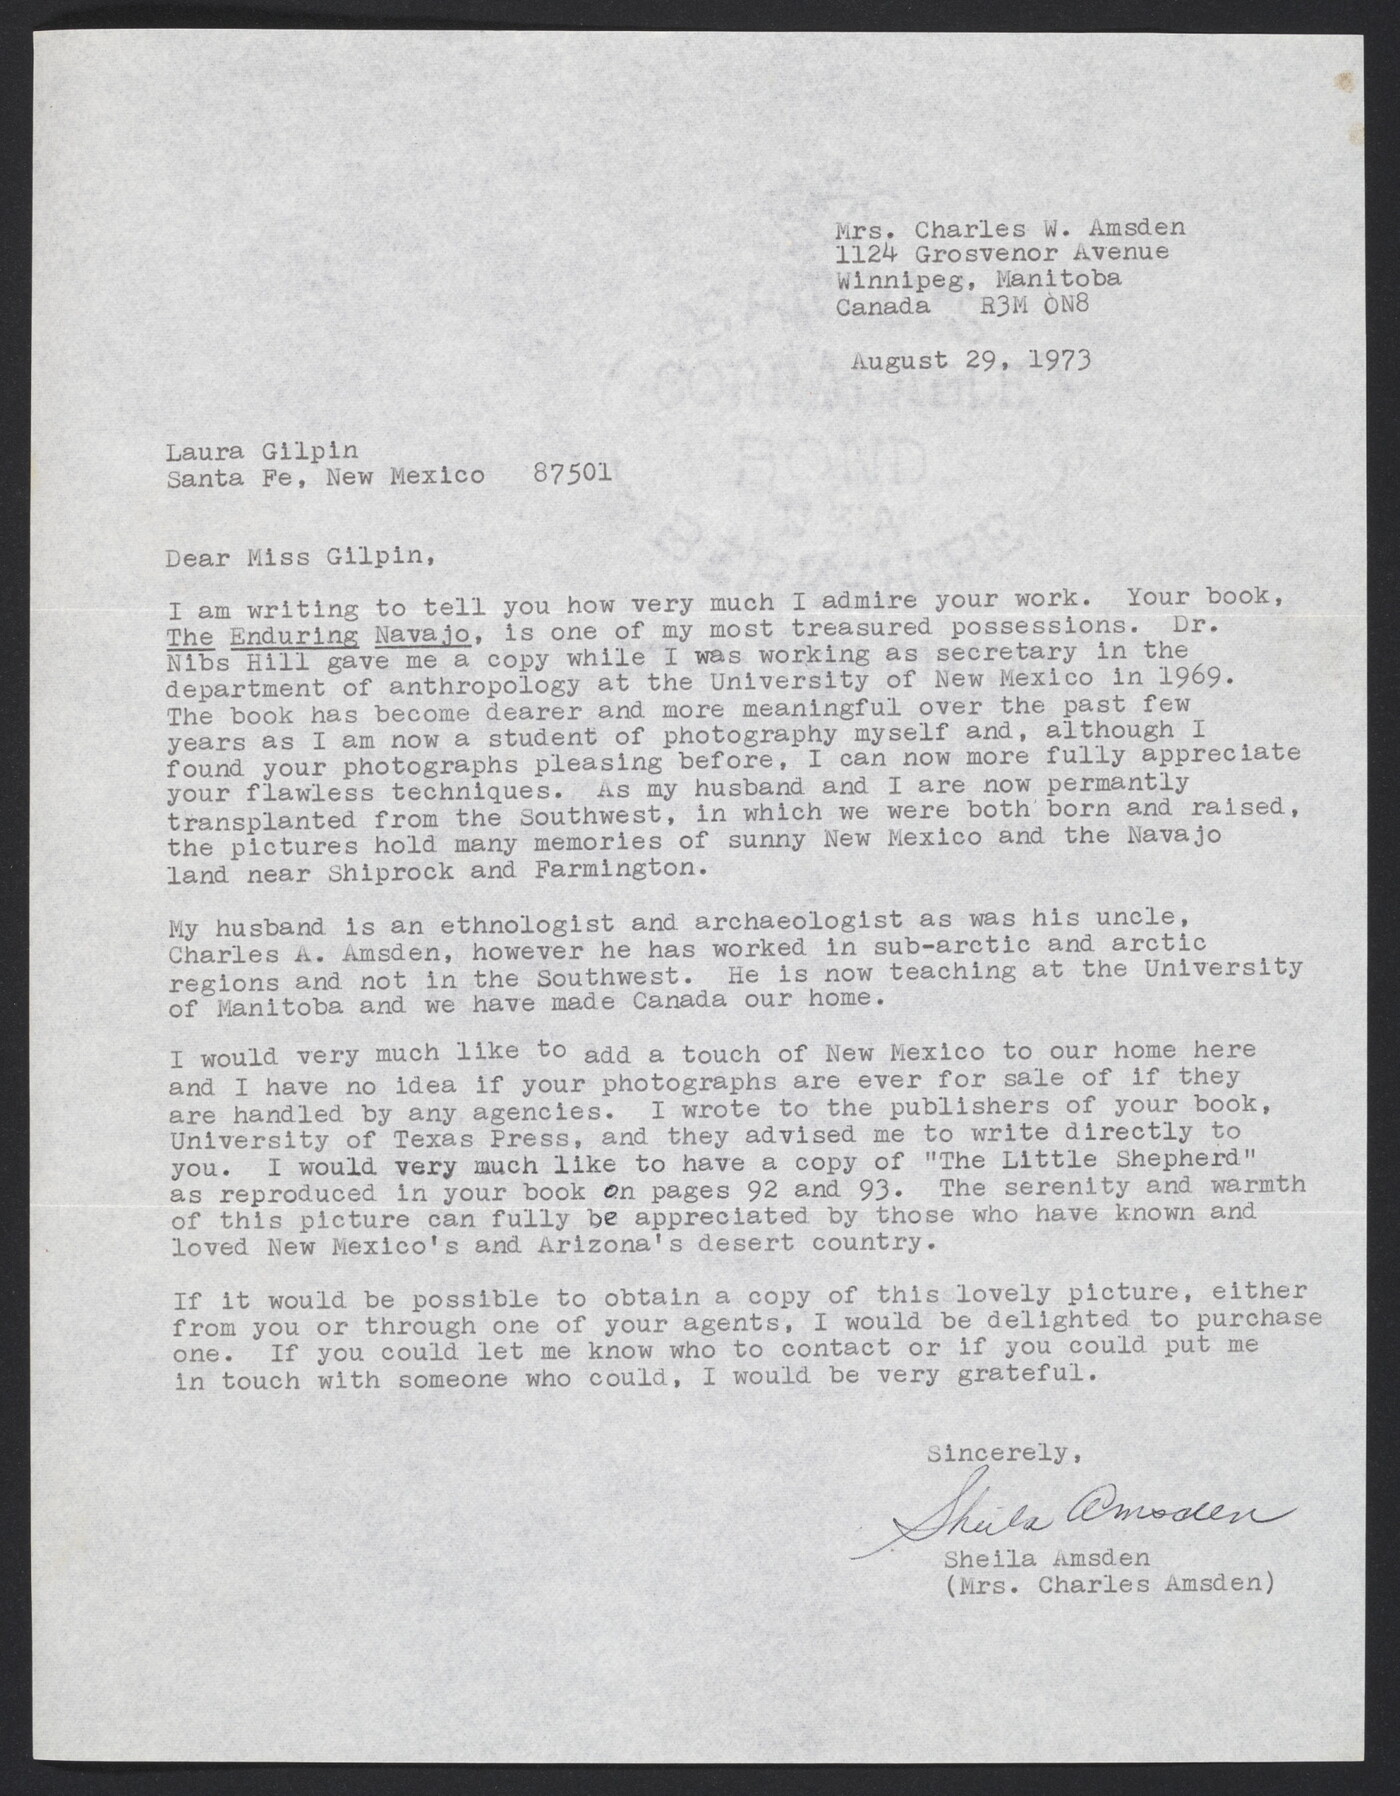 Mrs. Charles W. Amsden
1124 Grosvenor Avenue
Winnipeg, Manitoba
Canada R3M 0N8
August 29, 1973
Laura Gilpin
Santa Fe, New Mexico 87501
Dear Miss Gilpin,
I am writing to tell you how very much I admire your work. Your book,
The Enduring Navajo, is one of my most treasured possessions. Dr.
Nibs Hill gave me a copy while I was working as secretary in the
department of anthropology at the University of New Mexico in 1969.
The book has become dearer and more meaningful over the past few
years as I am now a student of photography myself and, although I
found your photographs pleasing before, I can now more fully appreciate
your flawless techniques. As my husband and I are now permantly
transplanted from the Southwest, in which we were both born and raised,
the pictures hold many memories of sunny New Mexico and the Navajo
land near Shiprock and Farmington.
My husband is an ethnologist and archaeologist as was his uncle,
Charles A. Amsden, however he has worked in sub-arctic and arctic
regions and not in the Southwest. He is now teaching at the University
of Manitoba and we have made Canada our home.
I would very much like to add a touch of New Mexico to our home here
and I have no idea if your photographs are ever for sale of if they
are handled by any agencies. I wrote to the publishers of your book,
University of Texas Press, and they advised me to write directly to
you. I would very much like to have a copy of "The Little Shepherd"
as reproduced in your book on pages 92 and 93. The serenity and warmth
of this picture can fully be appreciated by those who have known and
loved New Mexico's and Arizona's desert country.
If it would be possible to obtain a copy of this lovely picture, either
from you or through one of your agents, I would be delighted to purchase
one. If you could let me know who to contact or if you could put me
in touch with someone who could, I would be very grateful.
Sincerely,
Sheila Amsden
Sheila Amsden
(Mrs. Charles Amsden)